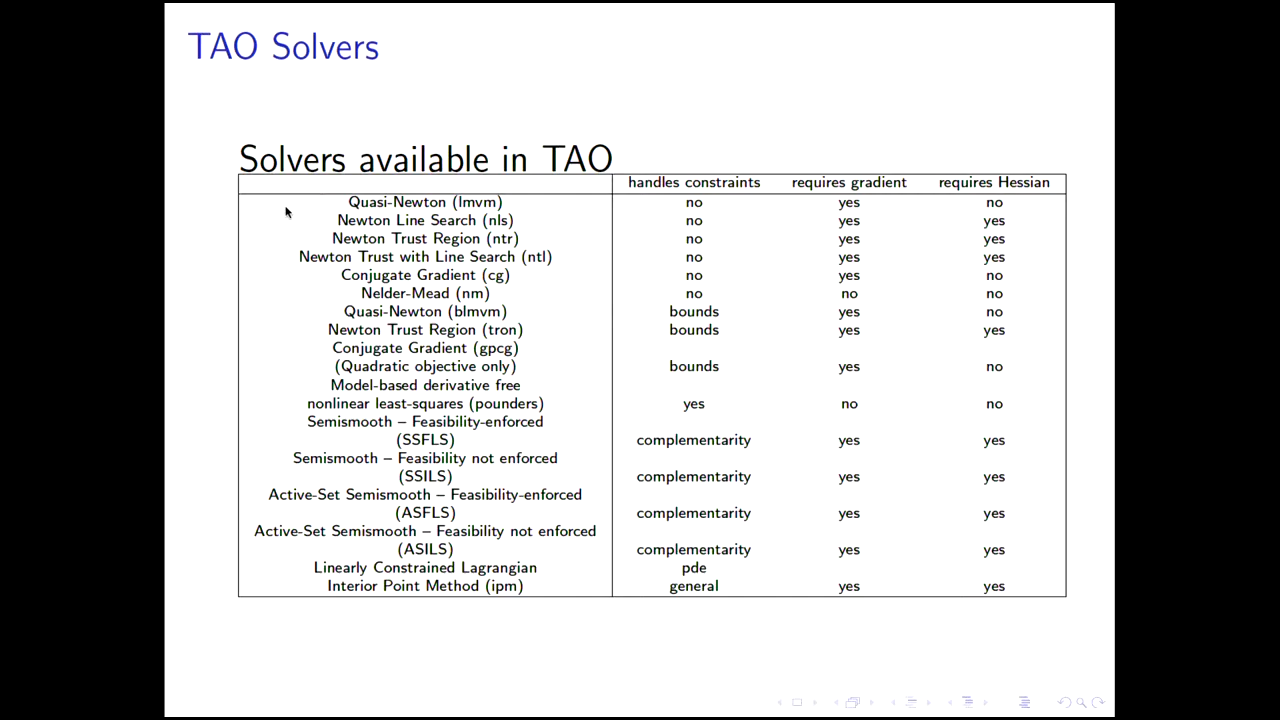 TAO Solvers
Solvers available in TAO
handles constraints requires gradient requires Hessian
Quasi-Newton (lmvm) no yes no
Newton Line Search (nls) no yes yes
Newton Trust Region (ntr) no yes yes
Newton Trust with Line Search (ntl) no yes yes
Conjugate Gradient (cg) no yes no
Nelder-Mead (nm) no no no
Quasi-Newton (blmvm) bounds yes no
Newton Trust Region (tron) bounds yes yes
Conjugate Gradient (gpcg)
(Quadratic objective only) bounds yes no
Model-based derivative free
nonlinear least-squares (pounders) yes no no
Semismooth – Feasibility-enforced
(SSFLS) complementarity yes yes
Semismooth – Feasibility not enforced
(SSILS) complementarity yes yes
Active-Set Semismooth – Feasibility-enforced
(ASFLS) complementarity yes yes
Active-Set Semismooth – Feasibility not enforced
(ASILS) complementarity yes yes
Linearly Constrained Lagrangian pde
Interior Point Method (ipm) general yes yes